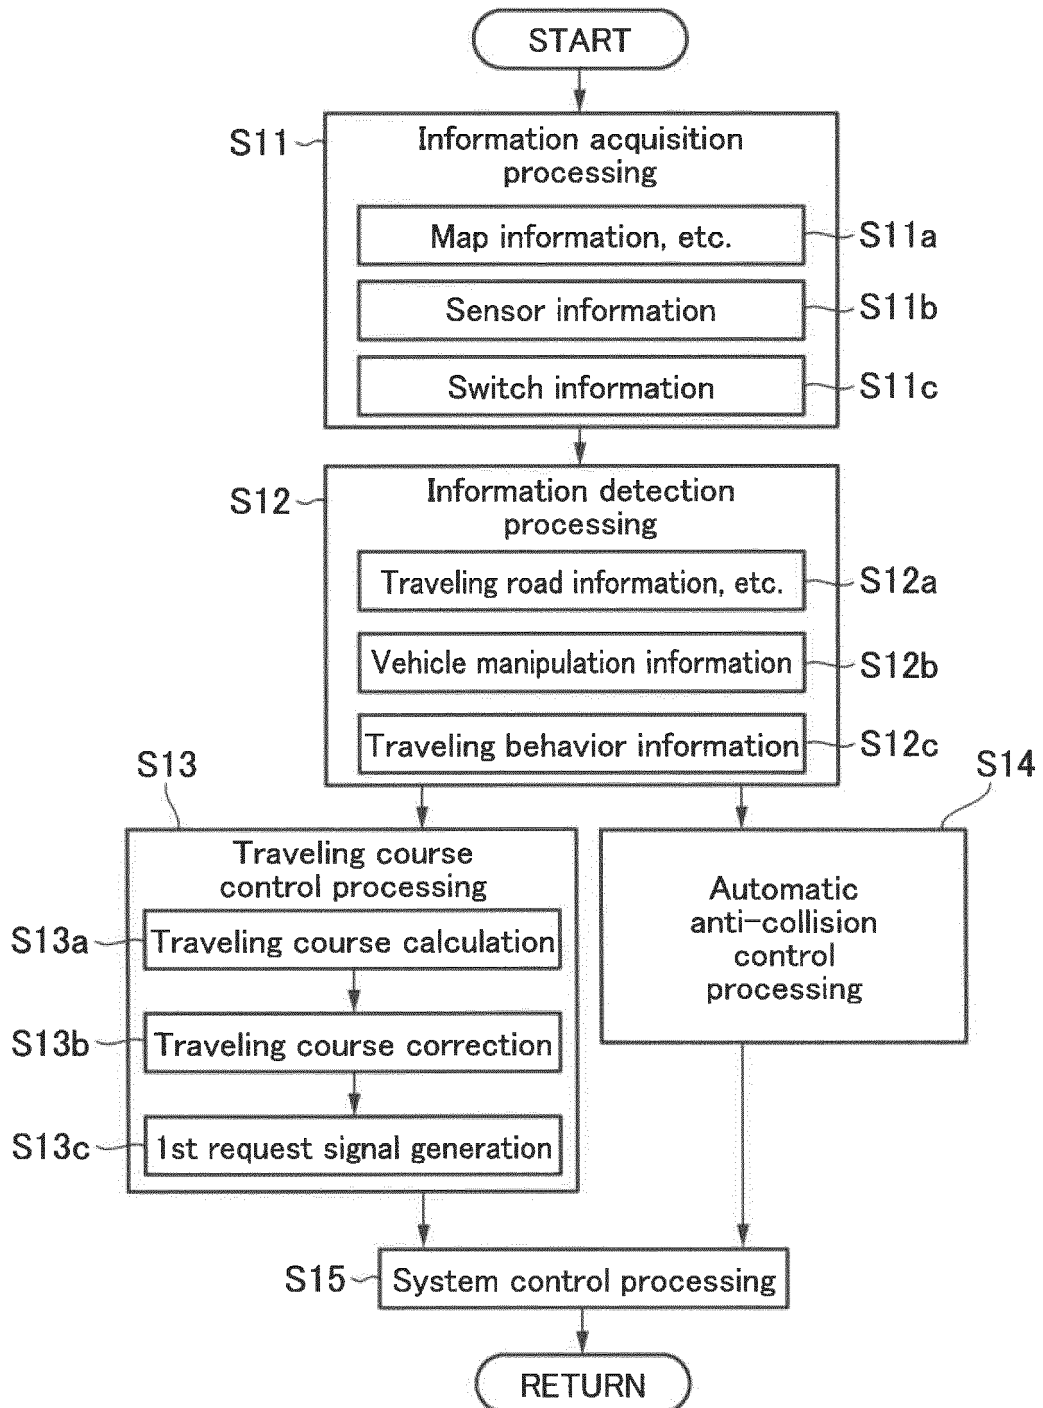 START
S11
Information acquisition
processing
Map information, etc.
S11a
Sensor information
S11b
Switch information
S11c
S12
Information detection
processing
Traveling road information, etc.
S12a
Vehicle manipulation information
S12b
Traveling behavior information
S12c
S13
Traveling course
control processing
S13a
Traveling course calculation
S13b
Traveling course correction
S13c
1st request signal generation
S14
Automatic
anti-collision
control
processing
S15
System control processing
RETURN